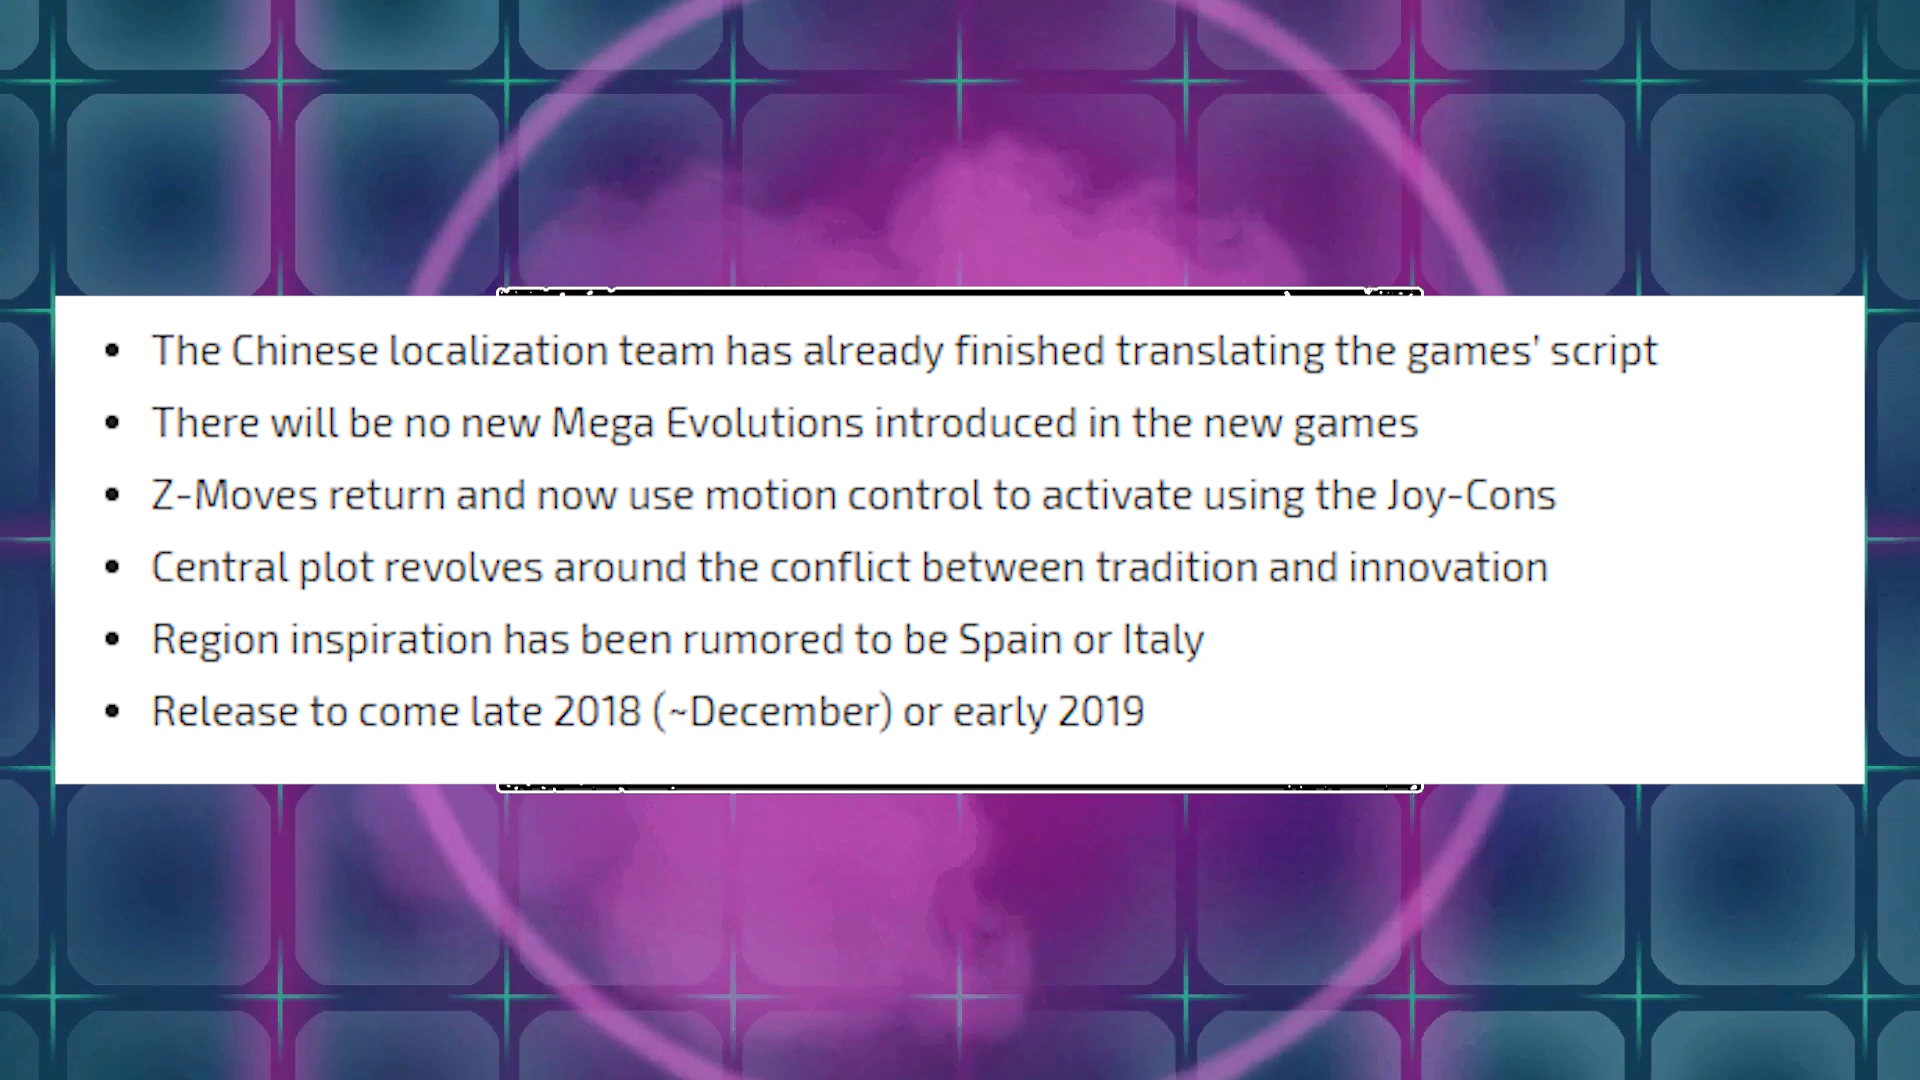 • The Chinese localization team has already finished translating the games’ script
• There will be no new Mega Evolutions introduced in the new games
• Z-Moves return and now use motion control to activate using the Joy-Cons
• Central plot revolves around the conflict between tradition and innovation
• Region inspiration has been rumored to be Spain or Italy
• Release to come late 2018 (~December) or early 2019